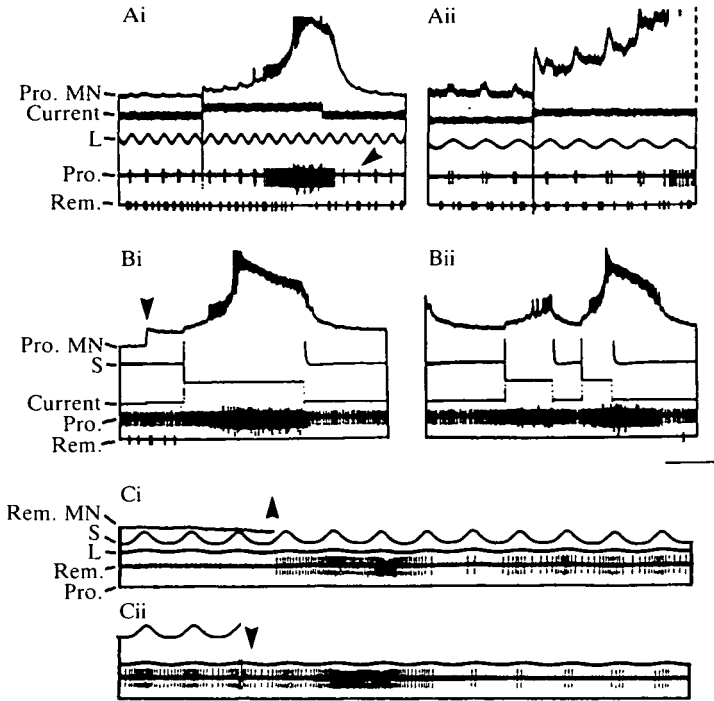 Ai
Aii
Pro. MN
Current
L
Pro.
Rem.
Bi
Bii
Pro. MN
S
Current
Pro.
Rem.
Ci
Rem. MN
S
L
Rem.
Pro.
Cii